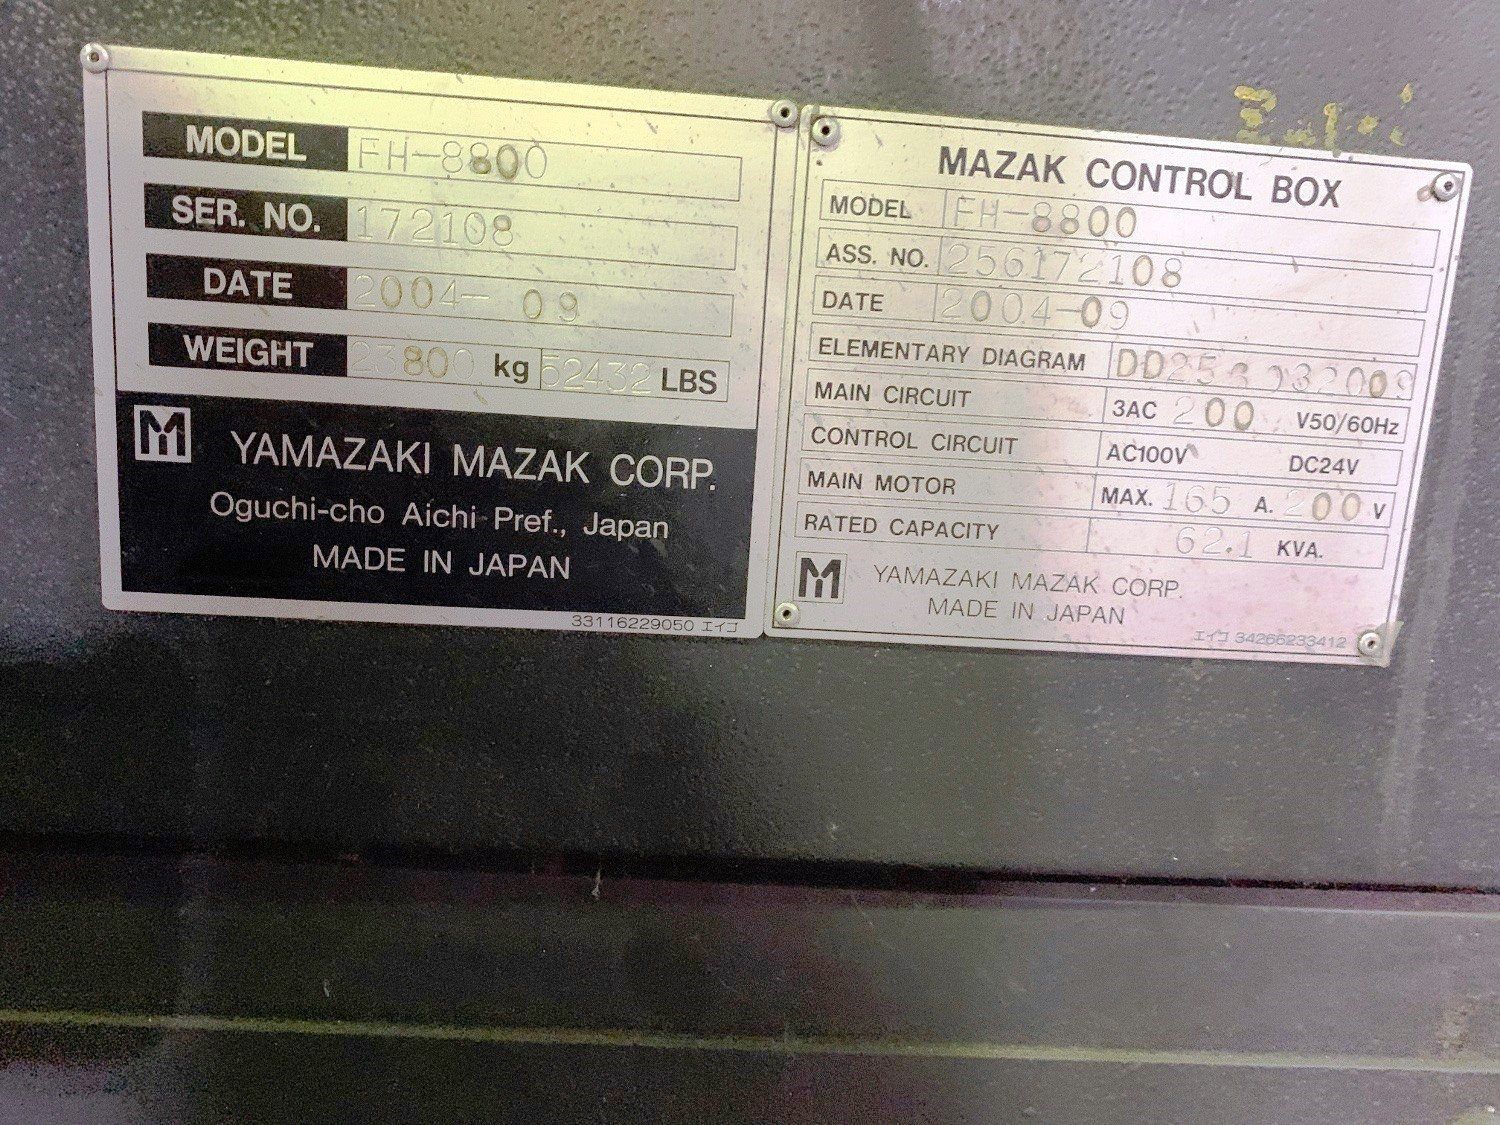 MODEL FH-8800
SER. NO. 172108
DATE 2004- 09
WEIGHT 23800 kg 52432 LBS
YAMAZAKI MAZAK CORP.
Oguchi-cho Aichi Pref., Japan
MADE IN JAPAN
33116229050 エイコ
MAZAK CONTROL BOX
MODEL FH-8800
ASS. NO. 256172108
DATE 2004-09
ELEMENTARY DIAGRAM
MAIN CIRCUIT 3AC 200 V50/60Hz
CONTROL CIRCUIT AC100V DC24V
MAIN MOTOR MAX. 165 A. 200 V
RATED CAPACITY 62.1 KVA.
YAMAZAKI MAZAK CORP.
MADE IN JAPAN
エイコ 34266233412